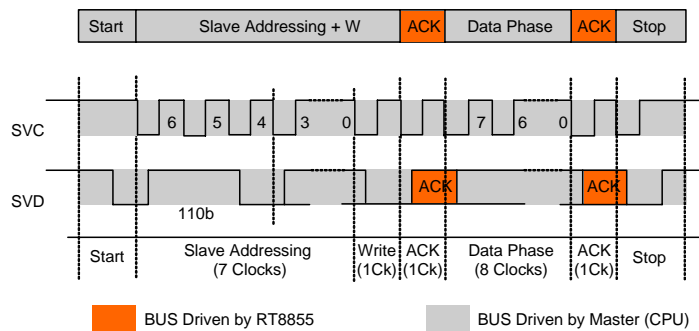 Start Slave Addressing + W ACK Data Phase ACK Stop
SVC 6 5 4 3 0 7 6 0
SVD ACK ACK
110b
Start Slave Addressing Write ACK Data Phase ACK Stop
(7 Clocks) (1Ck) (1Ck) (8 Clocks) (1Ck)
BUS Driven by RT8855 BUS Driven by Master (CPU)